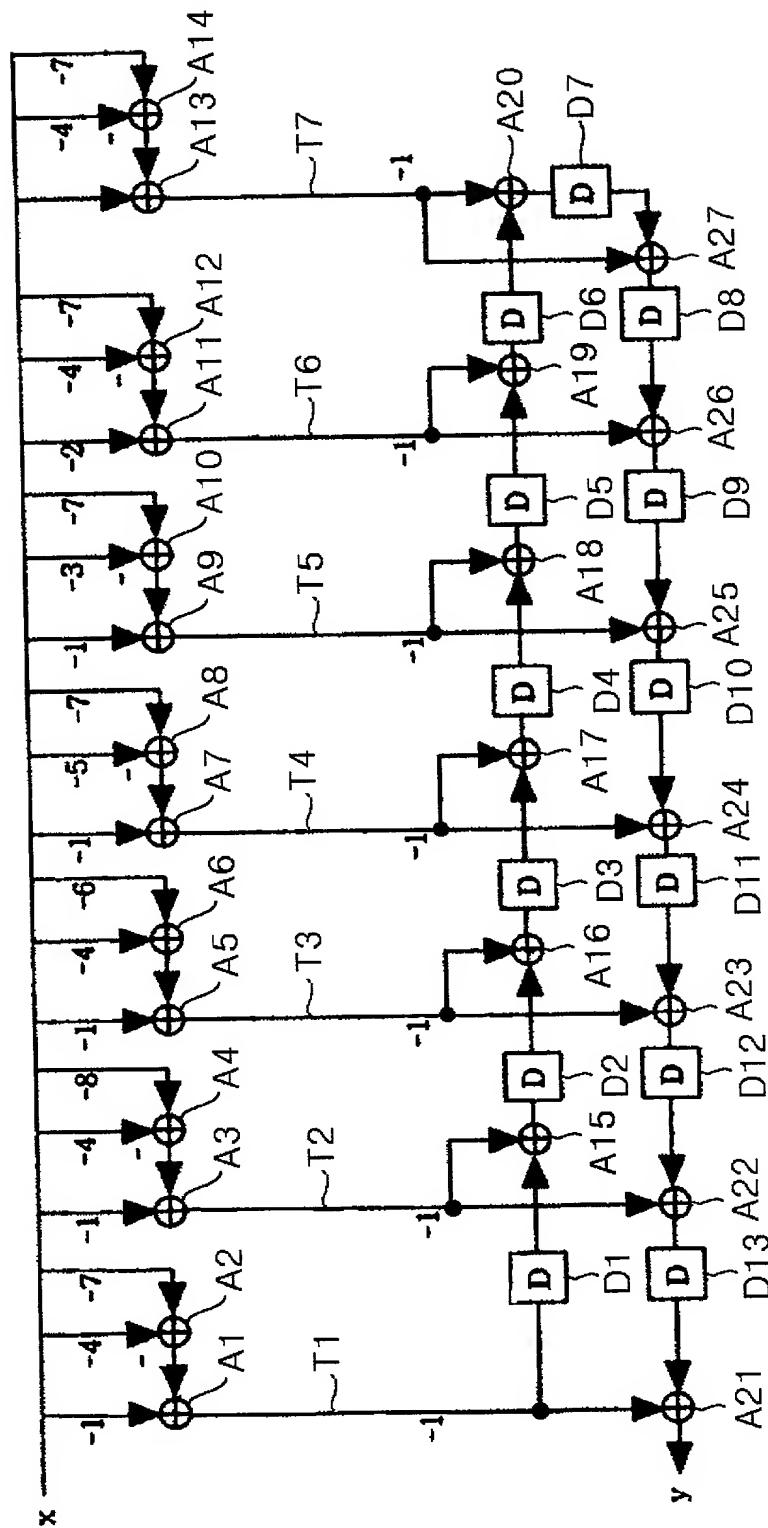 x
-1 -4 -7 -1 -4 -8 -1 -4 -6 -1 -5 -7 -1 -3 -7 -2 -4 -7 -4 -7
- - - - - -
A1 A2 A3 A4 A5 A6 A7 A8 A9 A10 A11 A12 A13 A14
T1 T2 T3 T4 T5 T6 T7
-1 -1 -1 -1 -1 -1 -1
D D D D D D
D1 A15 D2 A16 D3 A17 D4 A18 D5 A19 D6 A20
D D7
y D D D D D D
A21 D13 A22 D12 A23 D11 A24 D10 A25 D9 A26 D8 A27